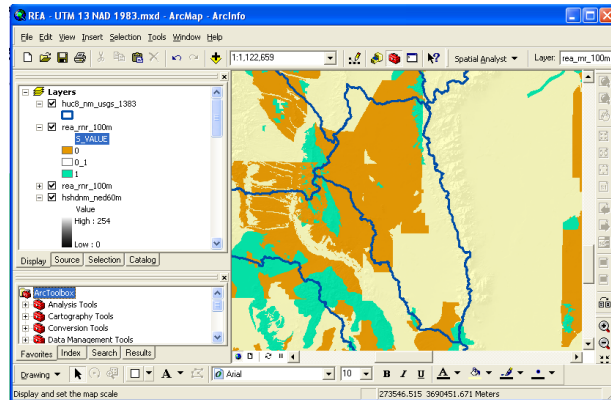 REA - UTM 13 NAD 1983.mxd - ArcMap - ArcInfo
File Edit View Insert Selection Tools Window Help
1:1,122,659 Spatial Analyst Layer: rea_rnr_100m
Layers
huc8_nm_usgs_1383
rea_rnr_100m
S_VALUE
0
0_1
1
rea_rnr_100m
hshdnm_ned60m
Value
High : 254
Low : 0
Display Source Selection Catalog
ArcToolbox
Analysis Tools
Cartography Tools
Conversion Tools
Data Management Tools
Favorites Index Search Results
Drawing A Arial 10 B I U A
Display and set the map scale 273546.515 3690451.671 Meters